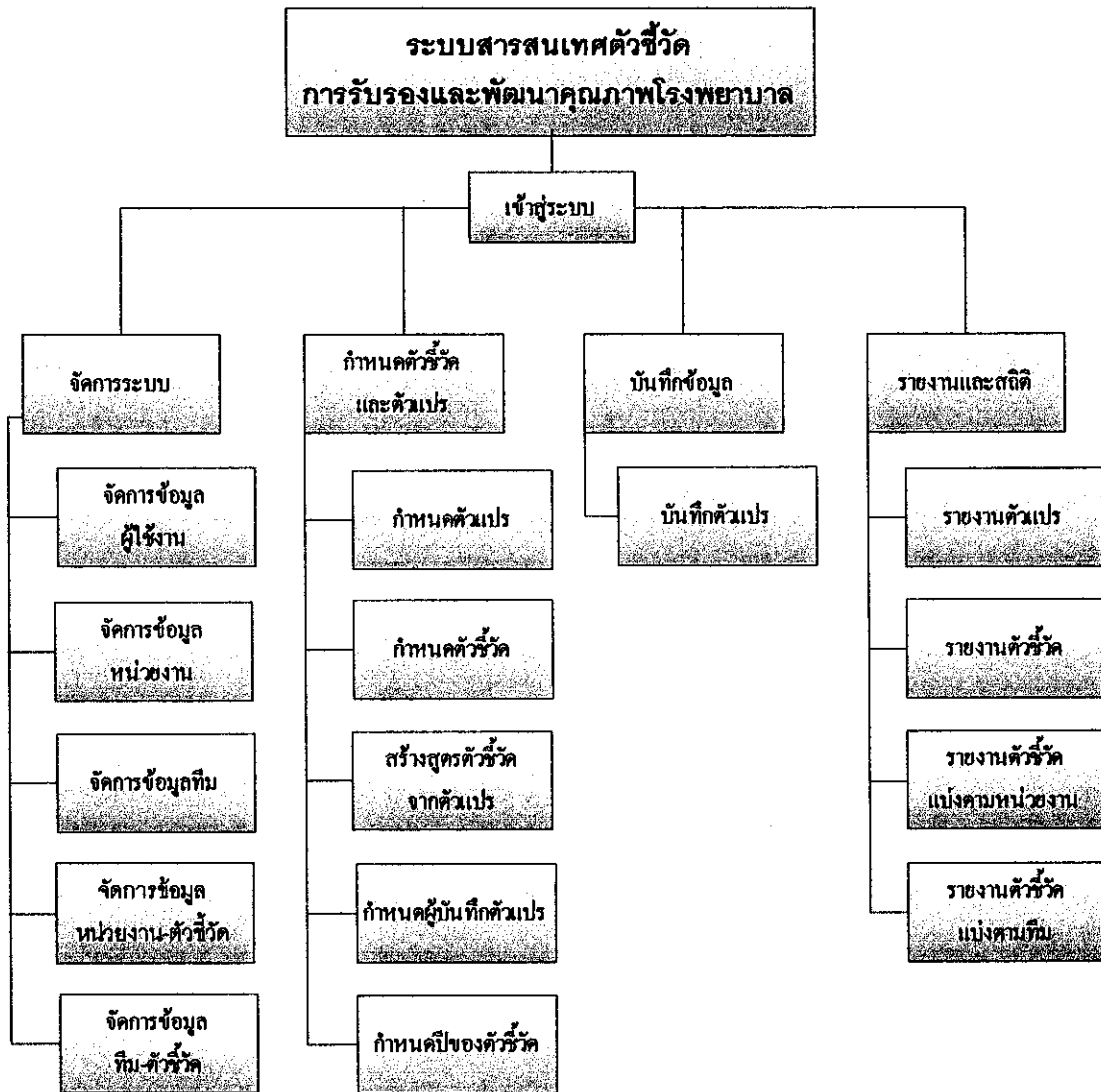 ระบบสารสนเทศตัวชี้วัด
การรับรองและพัฒนาคุณภาพโรงพยาบาล
เข้าสู่ระบบ
จัดการระบบ
จัดการข้อมูล
ผู้ใช้งาน
จัดการข้อมูล
หน่วยงาน
จัดการข้อมูลทีม
จัดการข้อมูล
หน่วยงาน-ตัวชี้วัด
จัดการข้อมูล
ทีม-ตัวชี้วัด
กำหนดตัวชี้วัด
และตัวแปร
กำหนดตัวแปร
กำหนดตัวชี้วัด
สร้างสูตรตัวชี้วัด
จากตัวแปร
กำหนดผู้บันทึกตัวแปร
กำหนดปีของตัวชี้วัด
บันทึกข้อมูล
บันทึกตัวแปร
รายงานและสถิติ
รายงานตัวแปร
รายงานตัวชี้วัด
รายงานตัวชี้วัด
แบ่งตามหน่วยงาน
รายงานตัวชี้วัด
แบ่งตามทีม